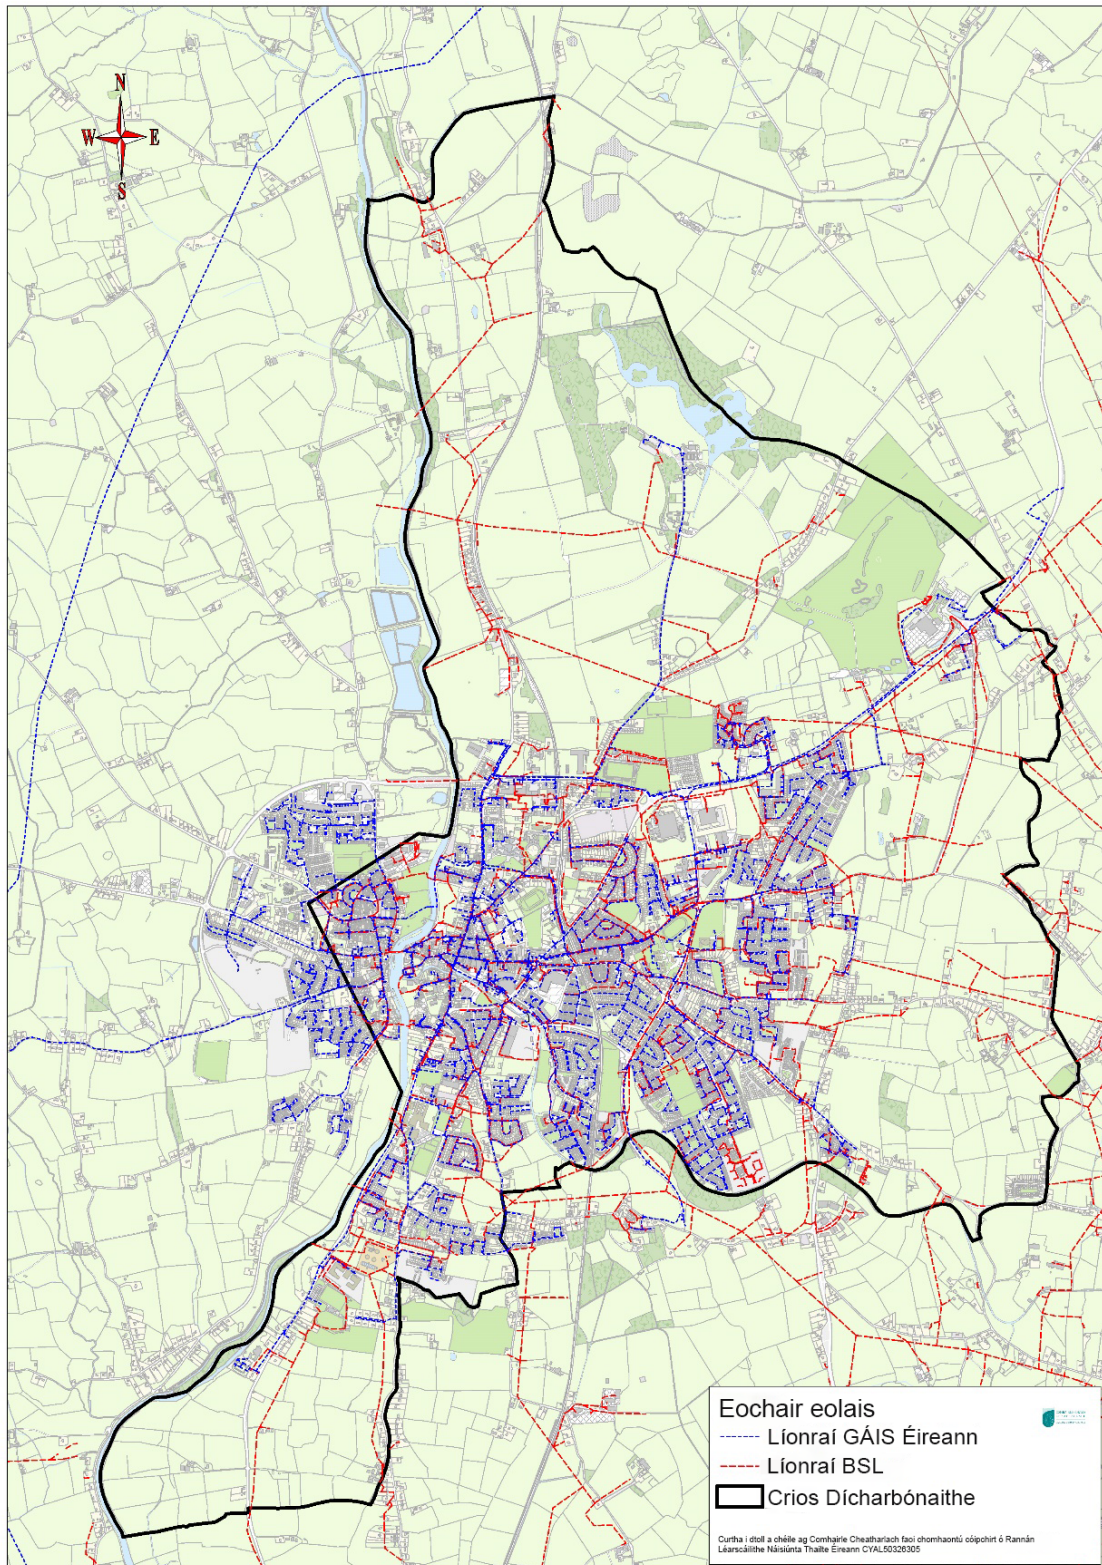 N
W E
S
Eochair eolais
Líonraí GÁIS Éireann
Líonraí BSL
Crios Dícharbónaithe
Curtha i dtoll a chéile ag Comhairle Cheatharlach faoi chomhaontú cóipchirt ó Rannán
Léarscáilithe Náisiúnta Thailte Éireann CYAL50326305